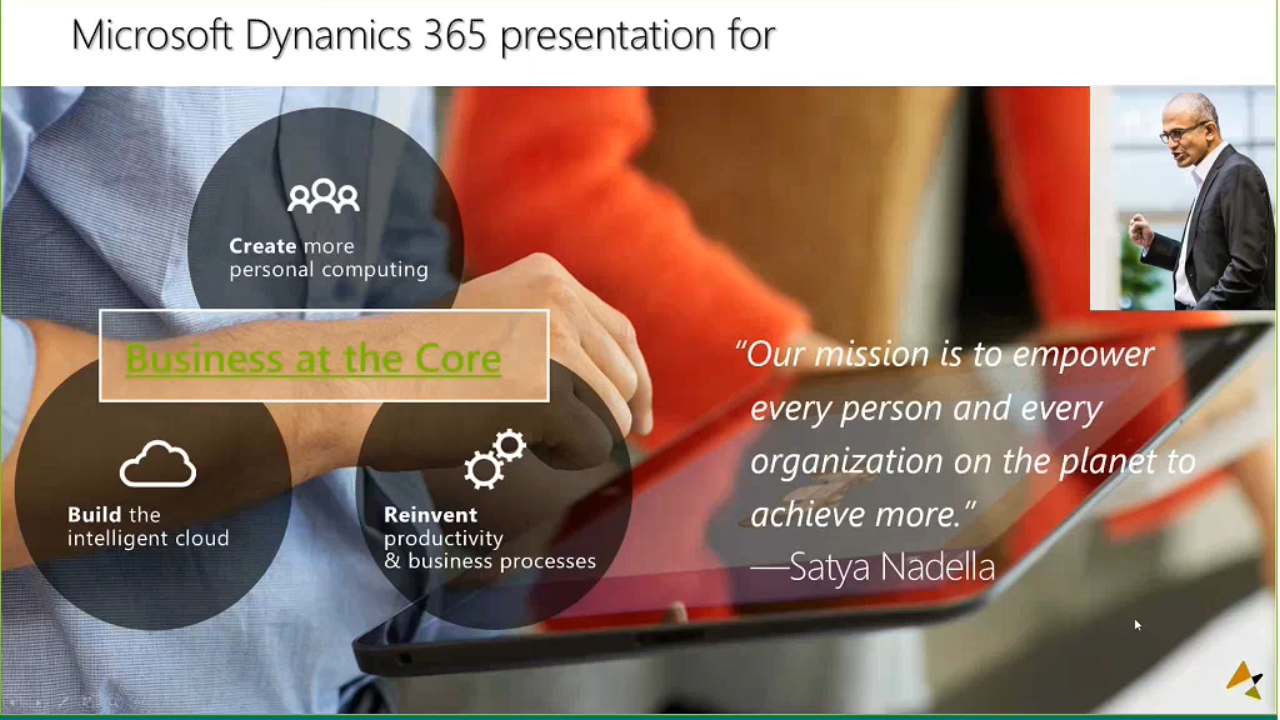 Microsoft Dynamics 365 presentation for
Create more
personal computing
Business at the Core
Build the
intelligent cloud
Reinvent
productivity
& business processes
“Our mission is to empower
every person and every
organization on the planet to
achieve more.”
—Satya Nadella